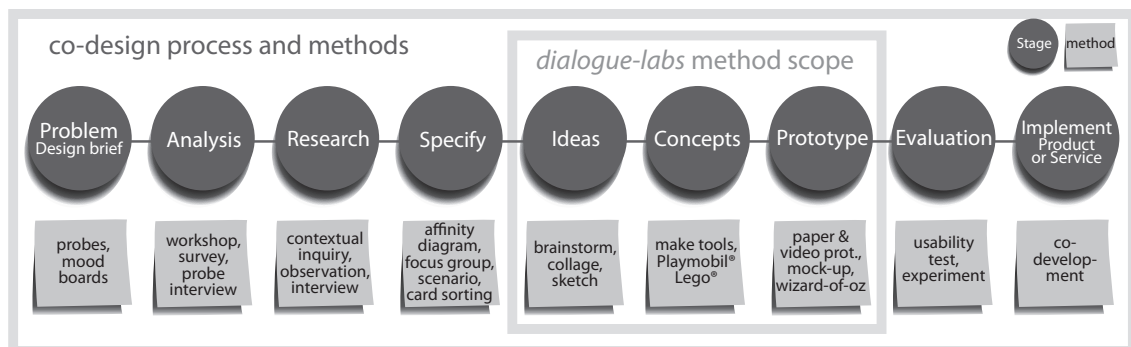 co-design process and methods
dialogue-labs method scope
Stage
method
Problem
Design brief
Analysis
Research
Specify
Ideas
Concepts
Prototype
Evaluation
Implement
Product
or Service
probes,
mood
boards
workshop,
survey,
probe
interview
contextual
inquiry,
observation,
interview
affinity
diagram,
focus group,
scenario,
card sorting
brainstorm,
collage,
sketch
make tools,
Playmobil®
Lego®
paper &
video prot.,
mock-up,
wizard-of-oz
usability
test,
experiment
co-
develop-
ment